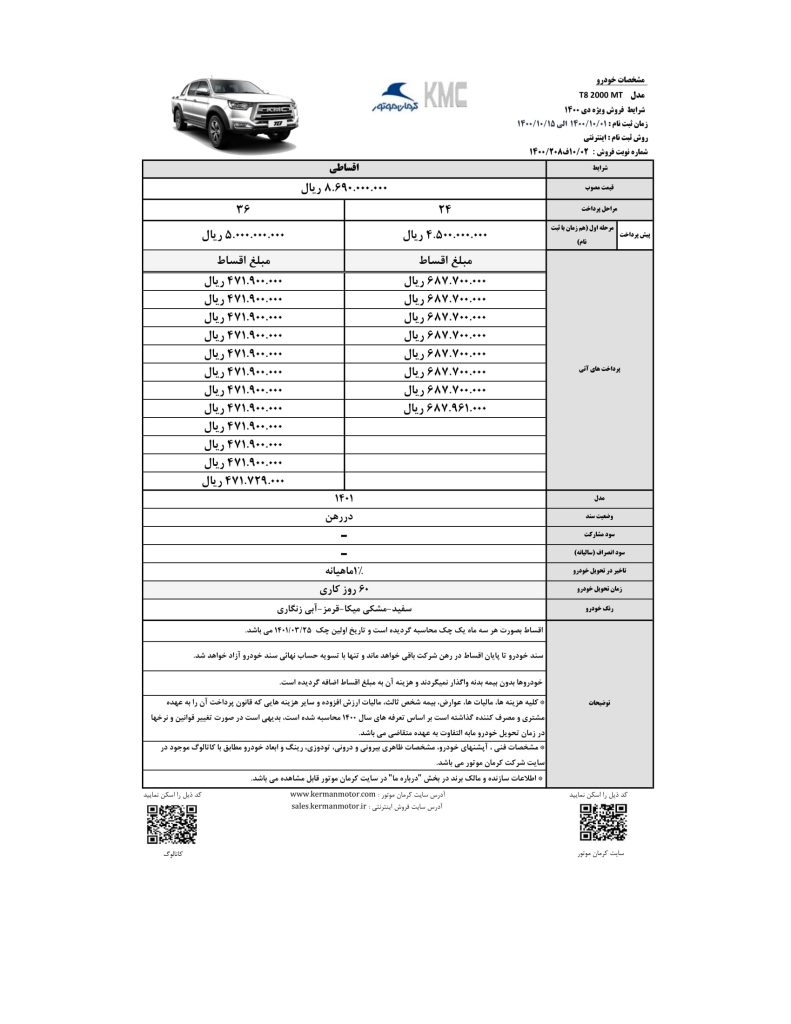 مشخصات خودرو
مدل T8 2000 MT
شرایط فروش ویژه دی ۱۴۰۰
زمان ثبت نام : ۱۴۰۰/۱۰/۰۱ الی ۱۴۰۰/۱۰/۱۵
روش ثبت نام : اینترنتی
شماره نوبت فروش : ۱۰/۰۲ف۱۴۰۰/۲۰۸
KMC
کرمان موتور
KMC
T8
شرایط اقساطی
قیمت مصوب ۸.۶۹۰.۰۰۰.۰۰۰ ریال
مراحل پرداخت ۲۴ ۳۶
پیش پرداخت مرحله اول (هم زمان با ثبت نام) ۴.۵۰۰.۰۰۰.۰۰۰ ریال ۵.۰۰۰.۰۰۰.۰۰۰ ریال
پرداخت های آتی
مبلغ اقساط مبلغ اقساط
۶۸۷.۷۰۰.۰۰۰ ریال ۴۷۱.۹۰۰.۰۰۰ ریال
۶۸۷.۷۰۰.۰۰۰ ریال ۴۷۱.۹۰۰.۰۰۰ ریال
۶۸۷.۷۰۰.۰۰۰ ریال ۴۷۱.۹۰۰.۰۰۰ ریال
۶۸۷.۷۰۰.۰۰۰ ریال ۴۷۱.۹۰۰.۰۰۰ ریال
۶۸۷.۷۰۰.۰۰۰ ریال ۴۷۱.۹۰۰.۰۰۰ ریال
۶۸۷.۷۰۰.۰۰۰ ریال ۴۷۱.۹۰۰.۰۰۰ ریال
۶۸۷.۷۰۰.۰۰۰ ریال ۴۷۱.۹۰۰.۰۰۰ ریال
۶۸۷.۹۶۱.۰۰۰ ریال ۴۷۱.۹۰۰.۰۰۰ ریال
۴۷۱.۹۰۰.۰۰۰ ریال
۴۷۱.۹۰۰.۰۰۰ ریال
۴۷۱.۹۰۰.۰۰۰ ریال
۴۷۱.۷۲۹.۰۰۰ ریال
مدل ۱۴۰۱
وضعیت سند دررهن
سود مشارکت -
سود انصراف (سالیانه) -
تاخیر در تحویل خودرو ۱٪ماهیانه
زمان تحویل خودرو ۶۰ روز کاری
رنگ خودرو سفید-مشکی میکا-قرمز-آبی زنگاری
توضیحات
اقساط بصورت هر سه ماه یک چک محاسبه گردیده است و تاریخ اولین چک ۱۴۰۱/۰۳/۲۵ می باشد.
سند خودرو تا پایان اقساط در رهن شرکت باقی خواهد ماند و تنها با تسویه حساب نهائی سند خودرو آزاد خواهد شد.
خودروها بدون بیمه بدنه واگذار نمیگردند و هزینه آن به مبلغ اقساط اضافه گردیده است.
* کلیه هزینه ها، مالیات ها، عوارض، بیمه شخص ثالث، مالیات ارزش افزوده و سایر هزینه هایی که قانون پرداخت آن را به عهده
مشتری و مصرف کننده گذاشته است بر اساس تعرفه های سال ۱۴۰۰ محاسبه شده است، بدیهی است در صورت تغییر قوانین و نرخها
در زمان تحویل خودرو مابه التفاوت به عهده متقاضی می باشد.
* مشخصات فنی ، آپشنهای خودرو، مشخصات ظاهری بیرونی و درونی، تودوزی، رینگ و ابعاد خودرو مطابق با کاتالوگ موجود در
سایت شرکت کرمان موتور می باشد.
* اطلاعات سازنده و مالک برند در بخش "درباره ما" در سایت کرمان موتور قابل مشاهده می باشد.
کد ذیل را اسکن نمایید
سایت کرمان موتور
آدرس سایت کرمان موتور : www.kermanmotor.com
آدرس سایت فروش اینترنتی : sales.kermanmotor.ir
کد ذیل را اسکن نمایید
کاتالوگ